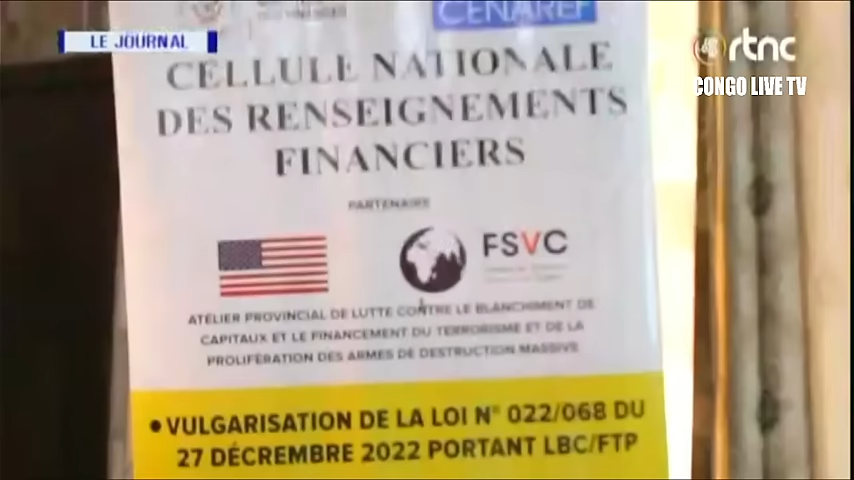 LE JOURNAL
rtnc
CONGO LIVE TV
CENAREF
CELLULE NATIONALE
DES RENSEIGNEMENTS
FINANCIERS
PARTENAIRE
FSVC
ATELIER PROVINCIAL DE LUTTE CONTRE LE BLANCHIMENT DE
CAPITAUX ET LE FINANCEMENT DU TERRORISME ET DE LA
PROLIFÉRATION DES ARMES DE DESTRUCTION MASSIVE
• VULGARISATION DE LA LOI N° 022/068 DU
27 DÉCREMBRE 2022 PORTANT LBC/FTP